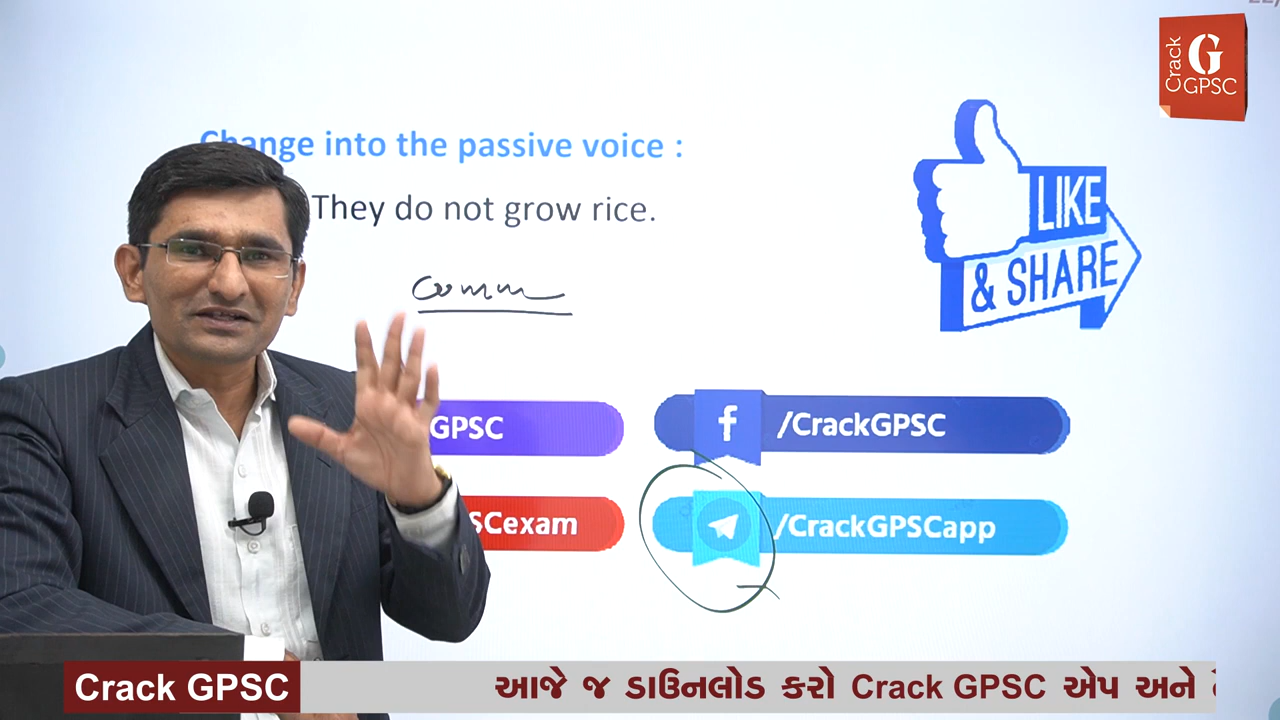 Crack
G
GPSC
Change into the passive voice :
They do not grow rice.
comm
LIKE
& SHARE
GPSC
/CrackGPSC
SCexam
/CrackGPSCapp
Crack GPSC
આજે જ ડાઉનલોડ કરો Crack GPSC એપ અને